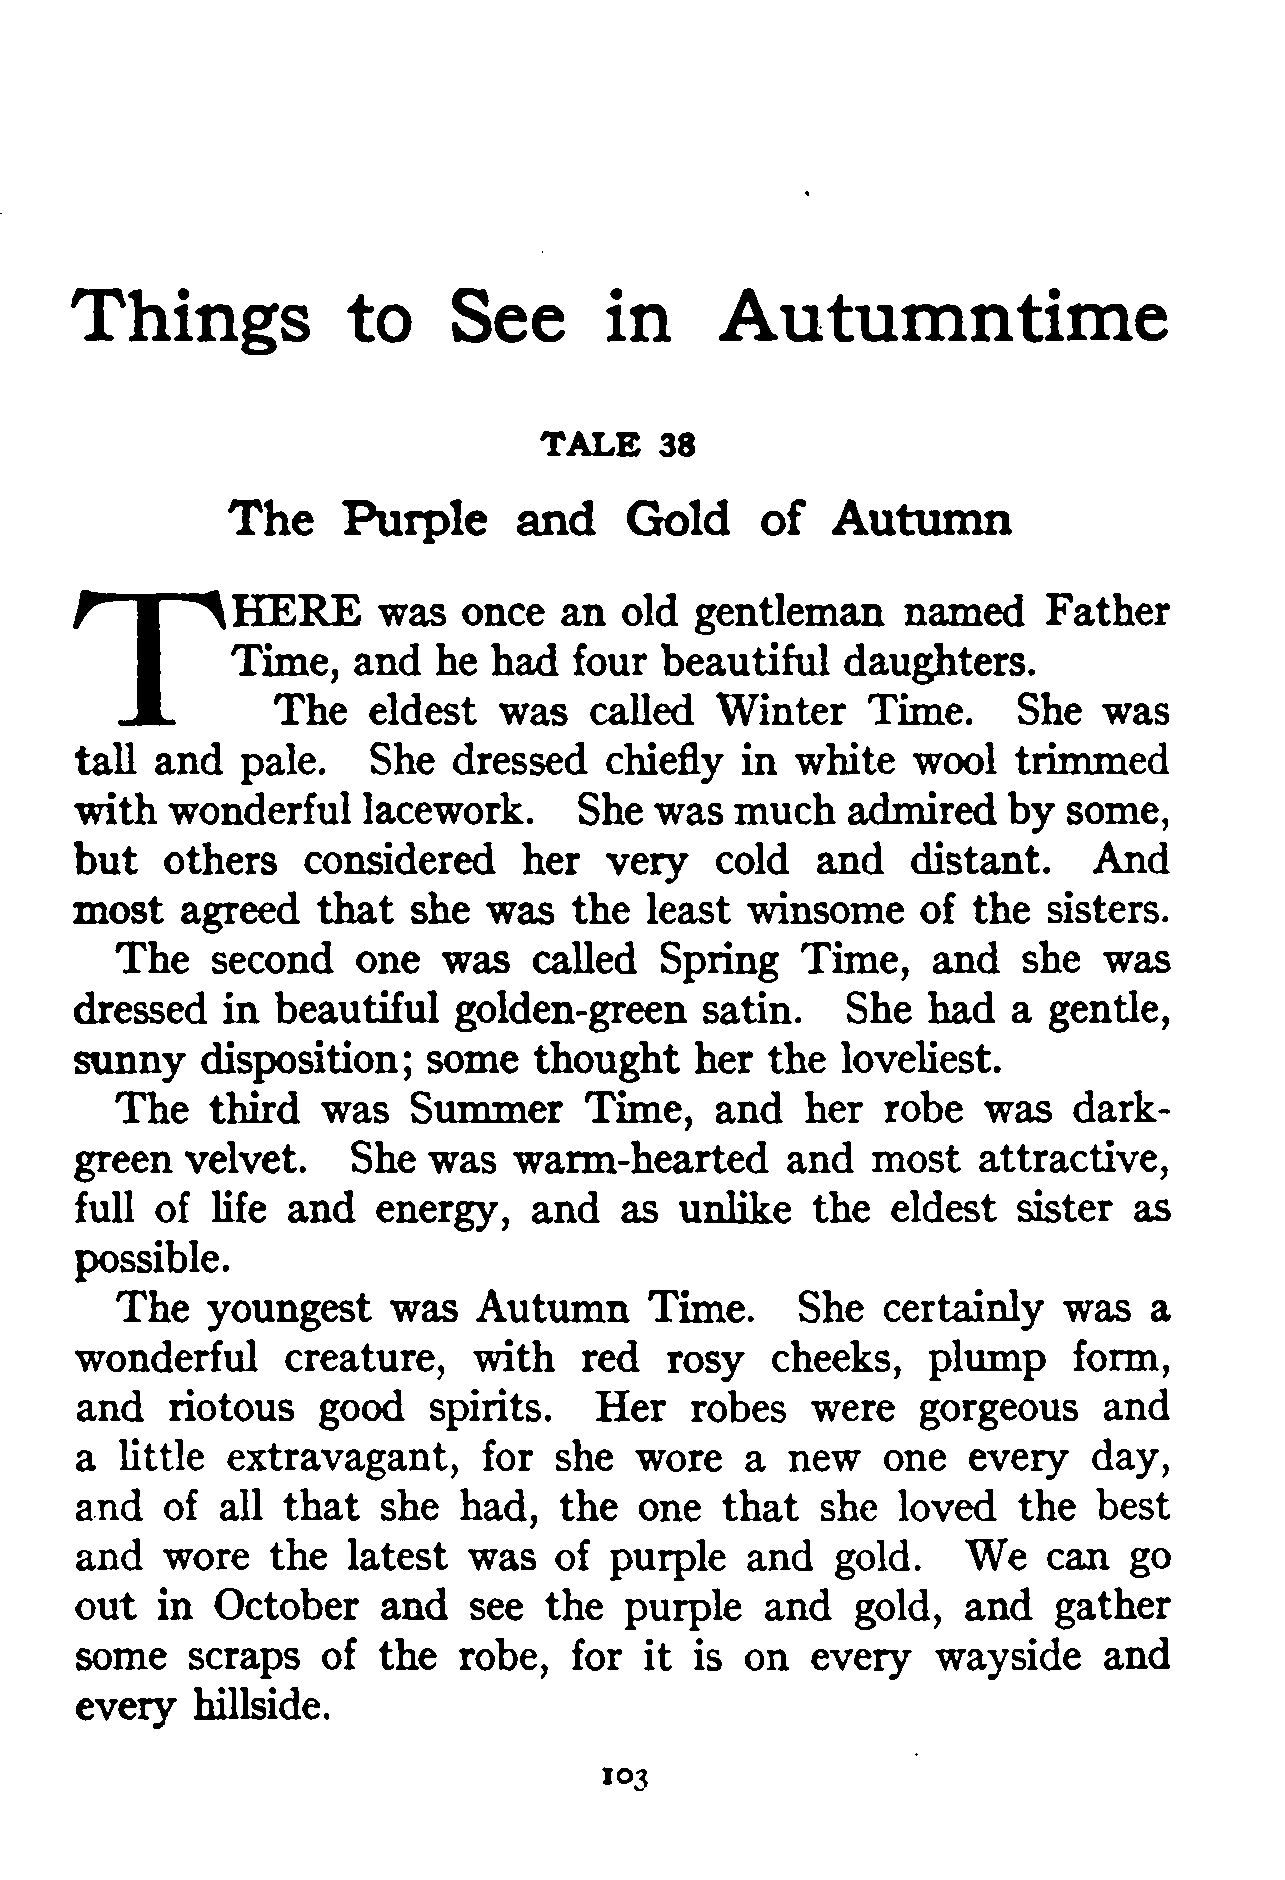 Things to See in Autumntime
TALE 38
The Purple and Gold of Autumn
THERE was once an old gentleman named Father
Time, and he had four beautiful daughters.
The eldest was called Winter Time. She was
tall and pale. She dressed chiefly in white wool trimmed
with wonderful lacework. She was much admired by some,
but others considered her very cold and distant. And
most agreed that she was the least winsome of the sisters.
The second one was called Spring Time, and she was
dressed in beautiful golden-green satin. She had a gentle,
sunny disposition; some thought her the loveliest.
The third was Summer Time, and her robe was dark-
green velvet. She was warm-hearted and most attractive,
full of life and energy, and as unlike the eldest sister as
possible.
The youngest was Autumn Time. She certainly was a
wonderful creature, with red rosy cheeks, plump form,
and riotous good spirits. Her robes were gorgeous and
a little extravagant, for she wore a new one every day,
and of all that she had, the one that she loved the best
and wore the latest was of purple and gold. We can go
out in October and see the purple and gold, and gather
some scraps of the robe, for it is on every wayside and
every hillside.
103